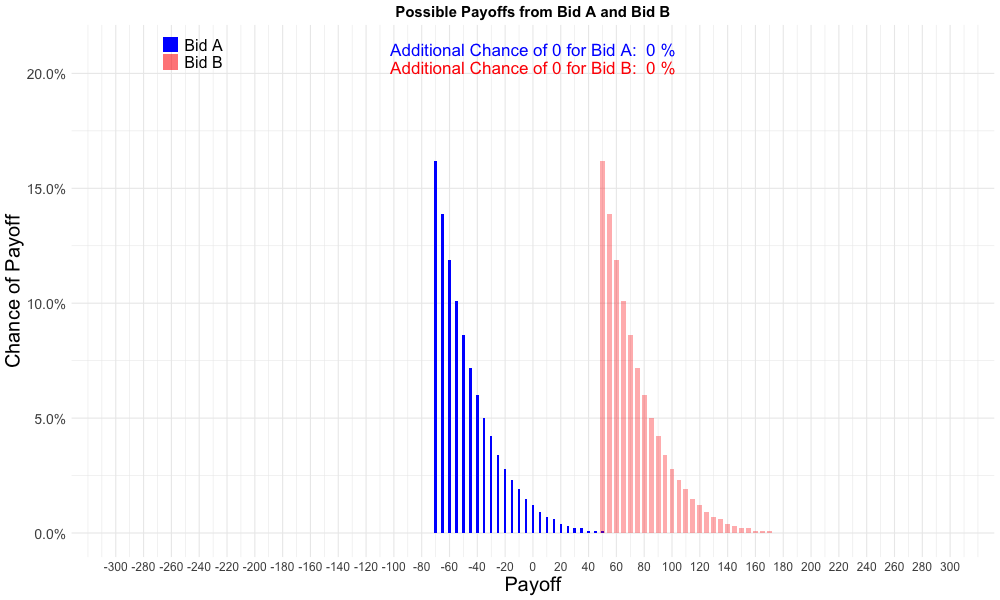 Possible Payoffs from Bid A and Bid B
Bid A
Bid B
Additional Chance of 0 for Bid A:  0 %
Additional Chance of 0 for Bid B:  0 %
Chance of Payoff
20.0%
15.0%
10.0%
5.0%
0.0%
-300 -280 -260 -240 -220 -200 -180 -160 -140 -120 -100 -80 -60 -40 -20 0 20 40 60 80 100 120 140 160 180 200 220 240 260 280 300
Payoff